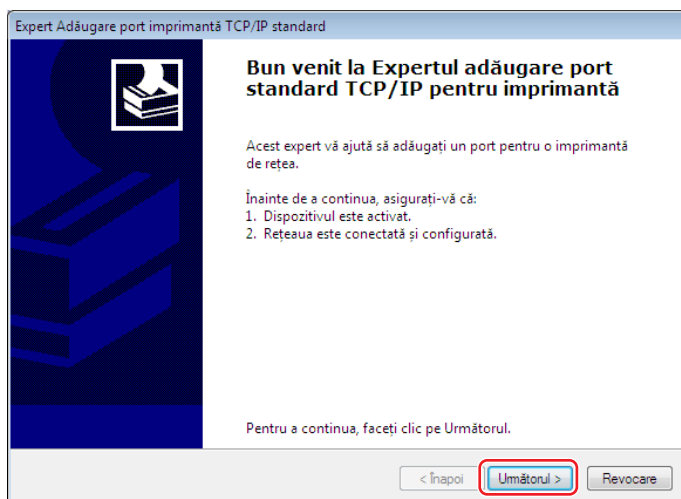 Expert Adăugare port imprimantă TCP/IP standard
Bun venit la Expertul adăugare port
standard TCP/IP pentru imprimantă
Acest expert vă ajută să adăugați un port pentru o imprimantă
de rețea.
Înainte de a continua, asigurați-vă că:
1. Dispozitivul este activat.
2. Rețeaua este conectată și configurată.
Pentru a continua, faceți clic pe Următorul.
< Înapoi Următorul > Revocare